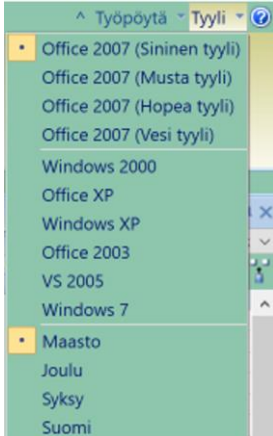 ^ Työpöytä Tyyli ?
Office 2007 (Sininen tyyli)
Office 2007 (Musta tyyli)
Office 2007 (Hopea tyyli)
Office 2007 (Vesi tyyli)
Windows 2000
Office XP
Windows XP
Office 2003
VS 2005
Windows 7
Maasto
Joulu
Syksy
Suomi